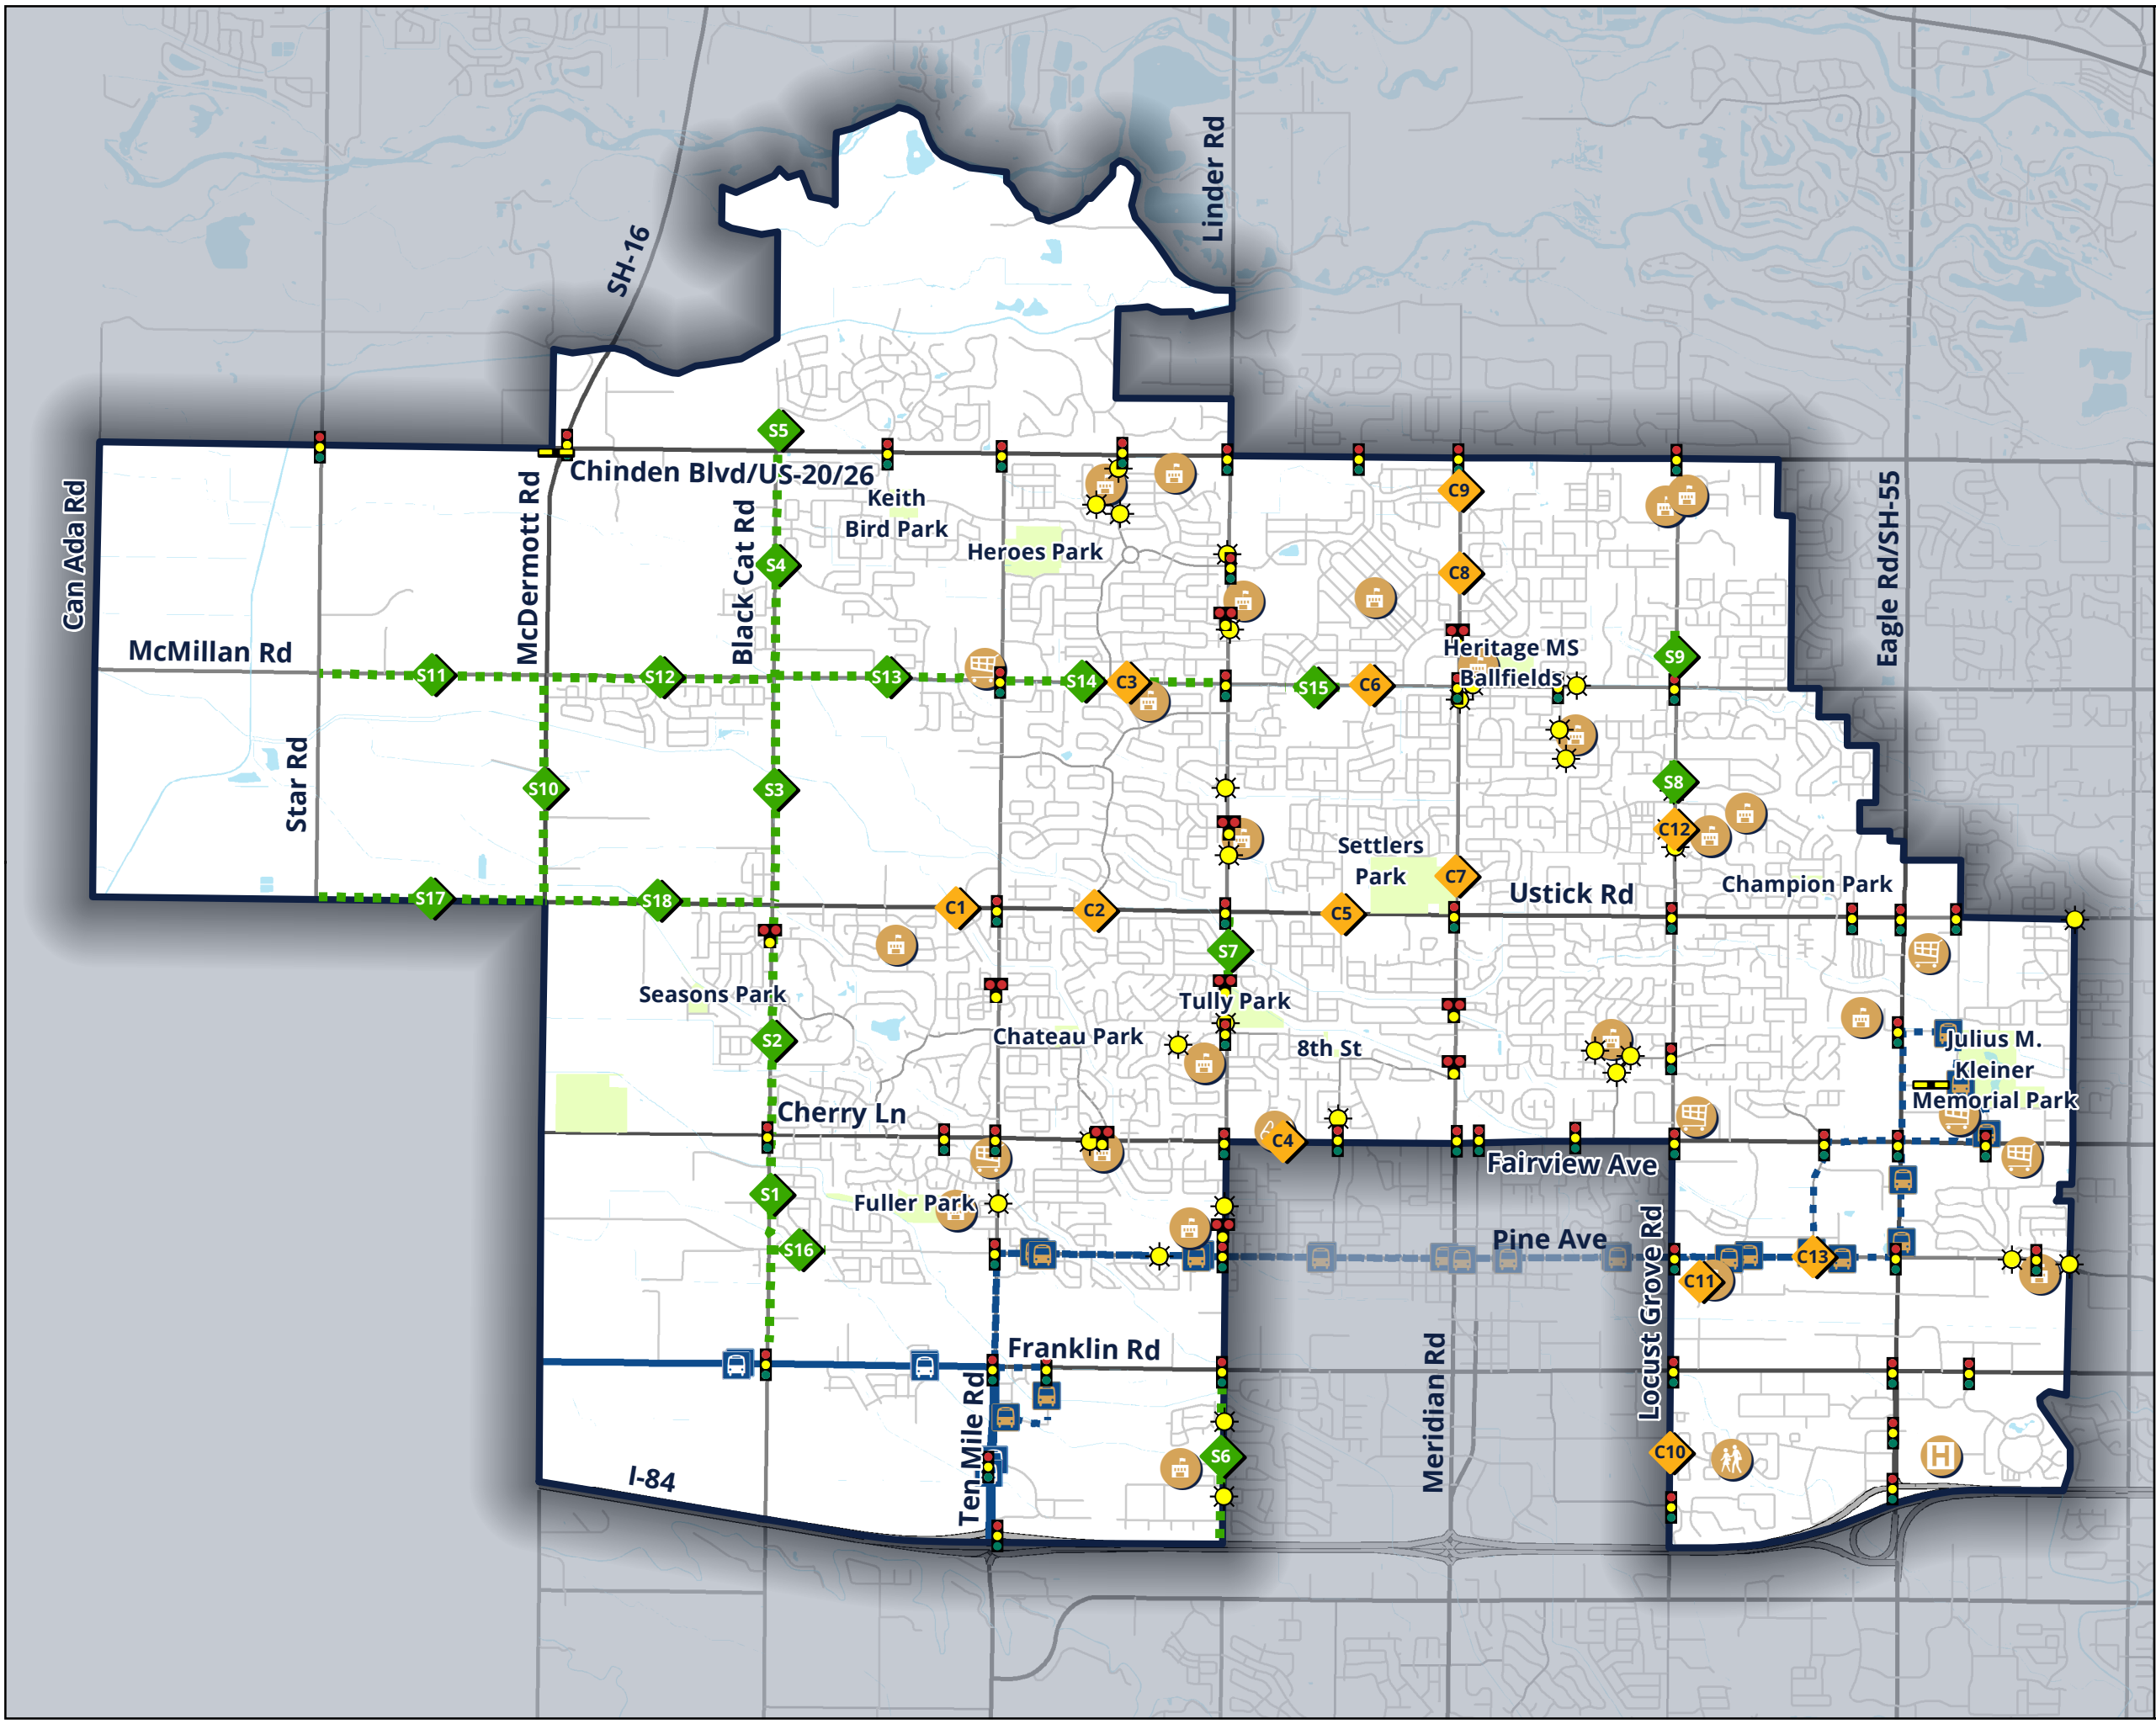 Linder Rd
SH-16
S5
Chinden Blvd/US-20/26
Keith
Bird Park
Heroes Park
C9
C8
Can Ada Rd
McDermott Rd
Black Cat Rd
S4
Eagle Rd/SH-55
McMillan Rd
S11
S12
S13
S14
C3
S15
C6
Heritage MS
Ballfields
S9
Star Rd
S10
S3
S8
C12
Settlers
Park
C7
Ustick Rd
Champion Park
S17
S18
C1
C2
C5
S7
Seasons Park
Tully Park
S2
Chateau Park
8th St
Julius M.
Kleiner
Memorial Park
Cherry Ln
C4
Fairview Ave
S1
Fuller Park
S16
Pine Ave
C13
C11
Locust Grove Rd
Franklin Rd
Ten Mile Rd
Meridian Rd
S6
C10
H
I-84